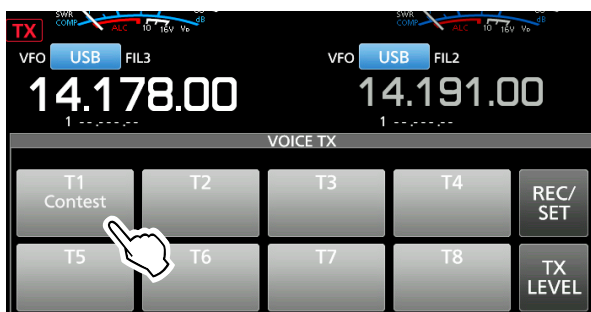 SWR dB SWR dB
COMP COMP
TX ALC 10 16V VD ALC 10 16V VD
VFO USB FIL3 VFO USB FIL2
14.178.00 14.191.00
1 --.---.-- 1 --.---.--
VOICE TX
T1 T2 T3 T4 REC/
Contest SET
T5 T6 T7 T8 TX
LEVEL